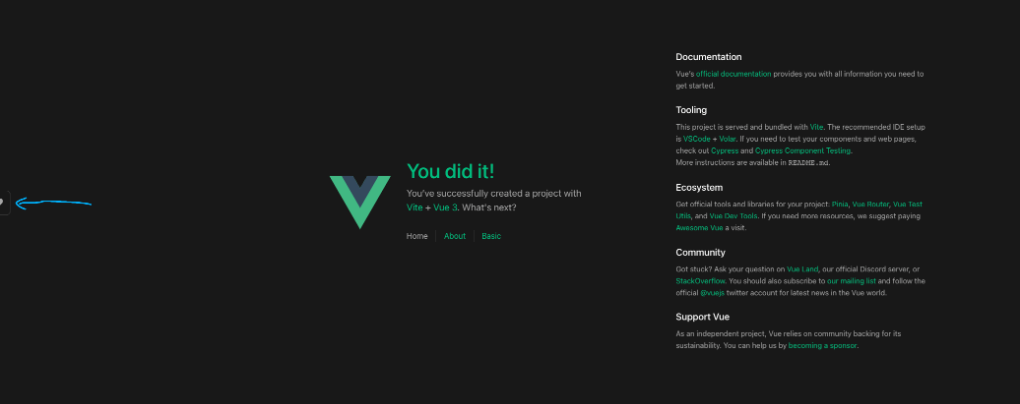 You did it!
You've successfully created a project with
Vite + Vue 3. What's next?
Home About Basic
Documentation
Vue's official documentation provides you with all information you need to
get started.
Tooling
This project is served and bundled with Vite. The recommended IDE setup
is VSCode + Volar. If you need to test your components and web pages,
check out Cypress and Cypress Component Testing.
More instructions are available in README.md.
Ecosystem
Get official tools and libraries for your project: Pinia, Vue Router, Vue Test
Utils, and Vue Dev Tools. If you need more resources, we suggest paying
Awesome Vue a visit.
Community
Got stuck? Ask your question on Vue Land, our official Discord server, or
StackOverflow. You should also subscribe to our mailing list and follow the
official @vuejs twitter account for latest news in the Vue world.
Support Vue
As an independent project, Vue relies on community backing for its
sustainability. You can help us by becoming a sponsor.